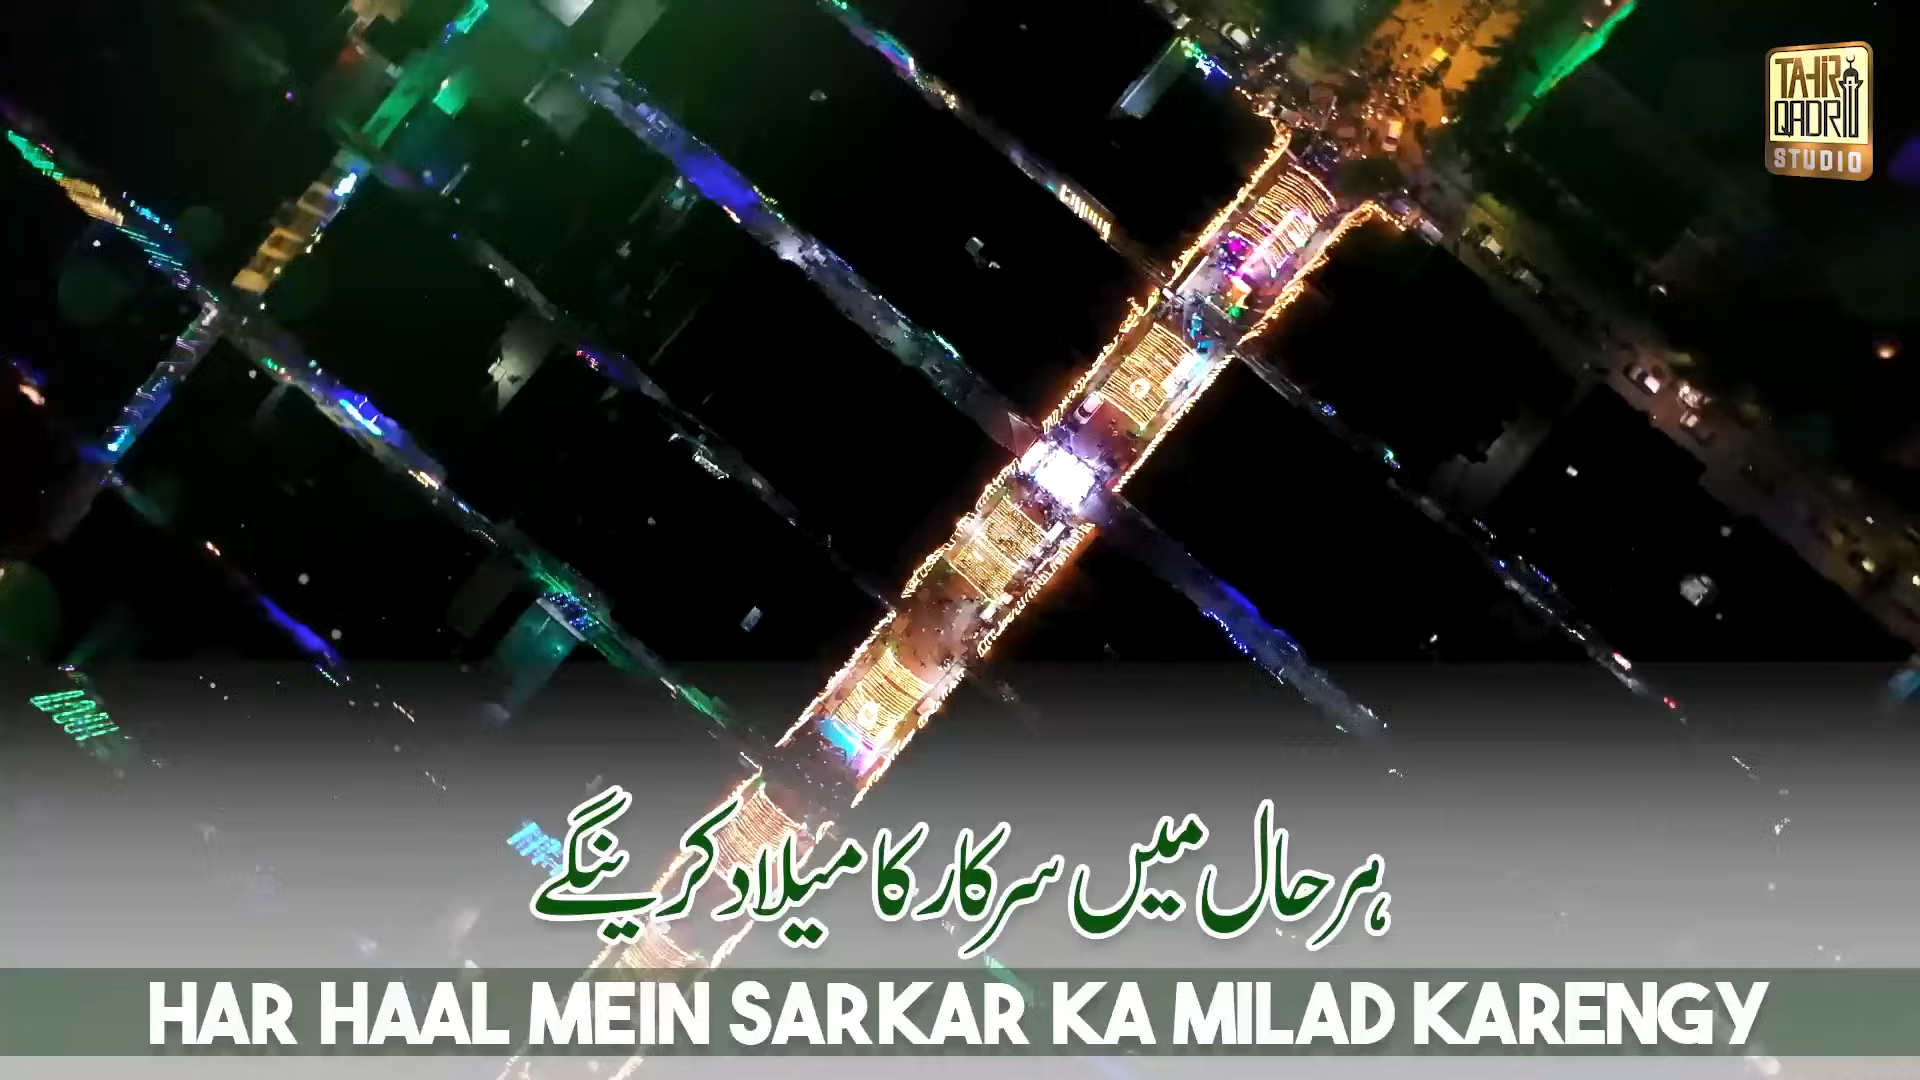 TAHIR
QADRI
STUDIO
ہر حال میں سرکار کا میلاد کرینگے
HAR HAAL MEIN SARKAR KA MILAD KARENGY